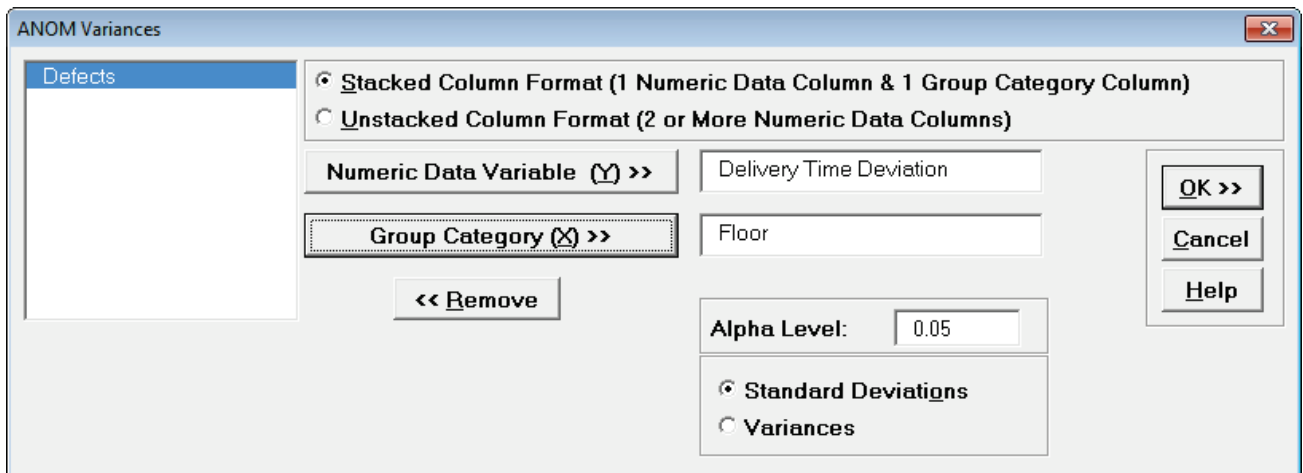 ANOM Variances
Defects
Stacked Column Format (1 Numeric Data Column & 1 Group Category Column)
Unstacked Column Format (2 or More Numeric Data Columns)
Numeric Data Variable (Y) >>
Delivery Time Deviation
Group Category (X) >>
Floor
<< Remove
OK >>
Cancel
Help
Alpha Level:
0.05
Standard Deviations
Variances